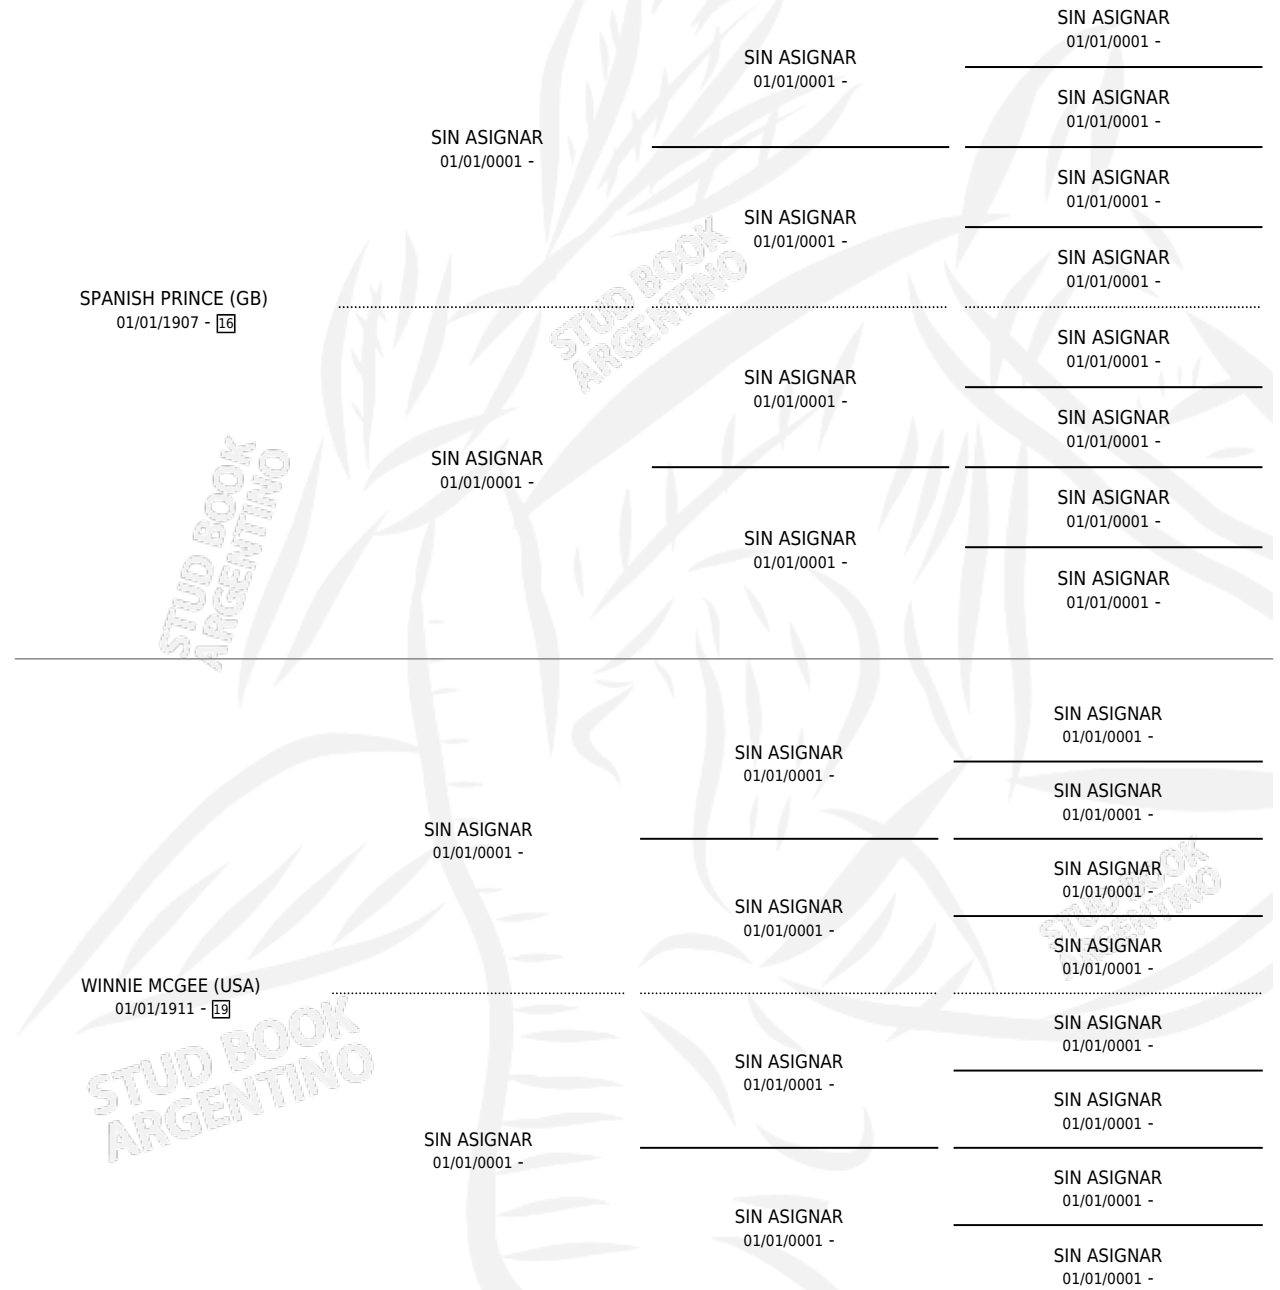 SIN ASIGNAR
01/01/0001 -
SIN ASIGNAR
01/01/0001 -
SIN ASIGNAR
01/01/0001 -
SIN ASIGNAR
01/01/0001 -
SIN ASIGNAR
01/01/0001 -
SIN ASIGNAR
01/01/0001 -
SIN ASIGNAR
01/01/0001 -
STUD BOOK
ARGENTINO
SPANISH PRINCE (GB)
01/01/1907 - 16
SIN ASIGNAR
01/01/0001 -
SIN ASIGNAR
01/01/0001 -
SIN ASIGNAR
01/01/0001 -
SIN ASIGNAR
01/01/0001 -
STUD BOOK
ARGENTINO
SIN ASIGNAR
01/01/0001 -
SIN ASIGNAR
01/01/0001 -
SIN ASIGNAR
01/01/0001 -
SIN ASIGNAR
01/01/0001 -
SIN ASIGNAR
01/01/0001 -
SIN ASIGNAR
01/01/0001 -
SIN ASIGNAR
01/01/0001 -
SIN ASIGNAR
01/01/0001 -
SIN ASIGNAR
01/01/0001 -
STUD BOOK
ARGENTINO
SIN ASIGNAR
01/01/0001 -
SIN ASIGNAR
01/01/0001 -
WINNIE MCGEE (USA)
01/01/1911 - 19
STUD BOOK
ARGENTINO
SIN ASIGNAR
01/01/0001 -
SIN ASIGNAR
01/01/0001 -
SIN ASIGNAR
01/01/0001 -
SIN ASIGNAR
01/01/0001 -
SIN ASIGNAR
01/01/0001 -
SIN ASIGNAR
01/01/0001 -
SIN ASIGNAR
01/01/0001 -